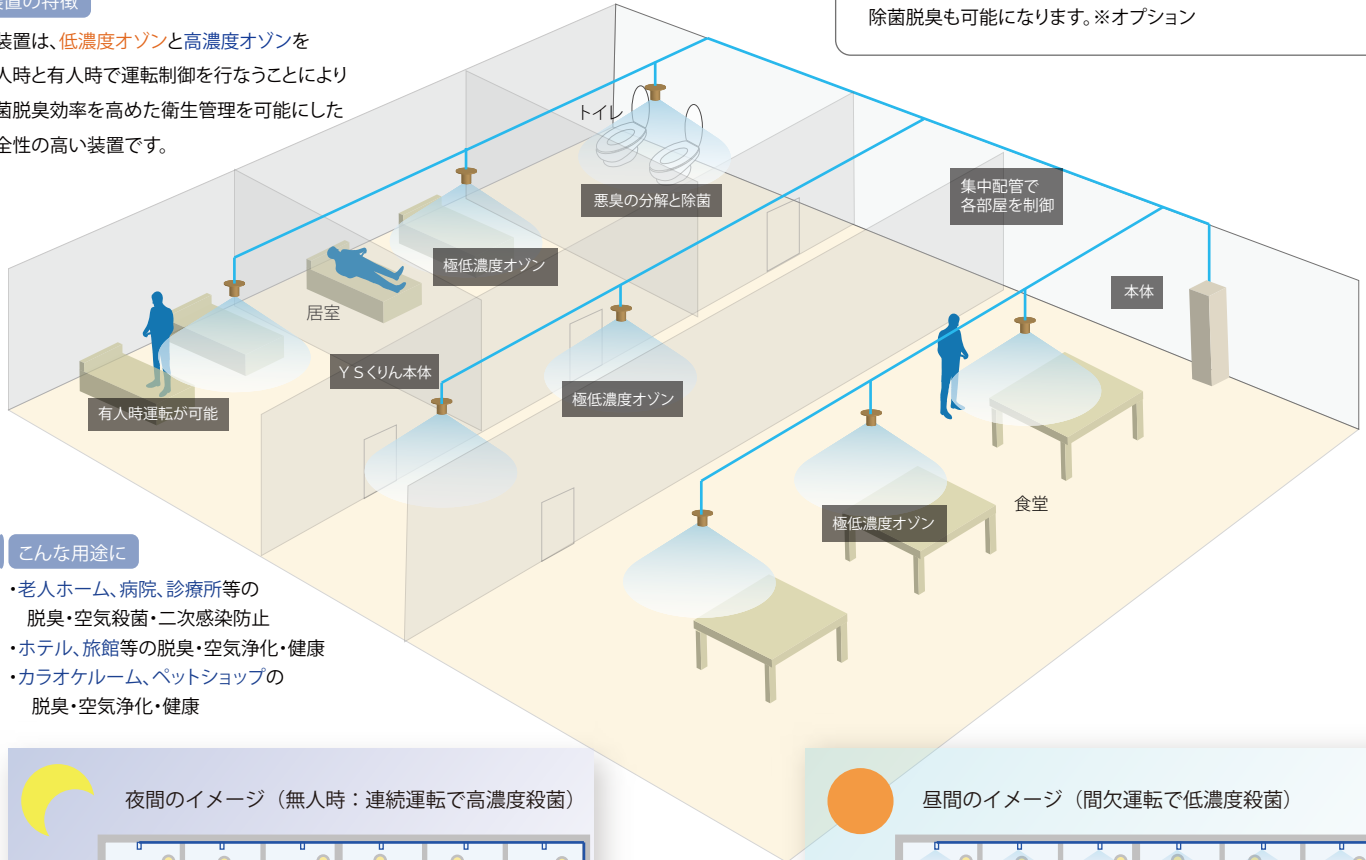 装置の特徴
除菌脱臭も可能になります。※オプション
装置は、低濃度オゾンと高濃度オゾンを
人時と有人時で運転制御を行なうことにより
菌脱臭効率を高めた衛生管理を可能にした
全性の高い装置です。
トイレ
悪臭の分解と除菌
集中配管で
各部屋を制御
極低濃度オゾン
本体
居室
ＹＳくりん本体
極低濃度オゾン
有人時運転が可能
食堂
極低濃度オゾン
こんな用途に
・老人ホーム、病院、診療所等の
脱臭・空気殺菌・二次感染防止
・ホテル、旅館等の脱臭・空気浄化・健康
・カラオケルーム、ペットショップの
脱臭・空気浄化・健康
夜間のイメージ（無人時：連続運転で高濃度殺菌）
昼間のイメージ（間欠運転で低濃度殺菌）